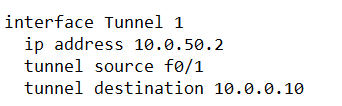 interface Tunnel 1
ip address 10.0.50.2
tunnel source f0/1
tunnel destination 10.0.0.10